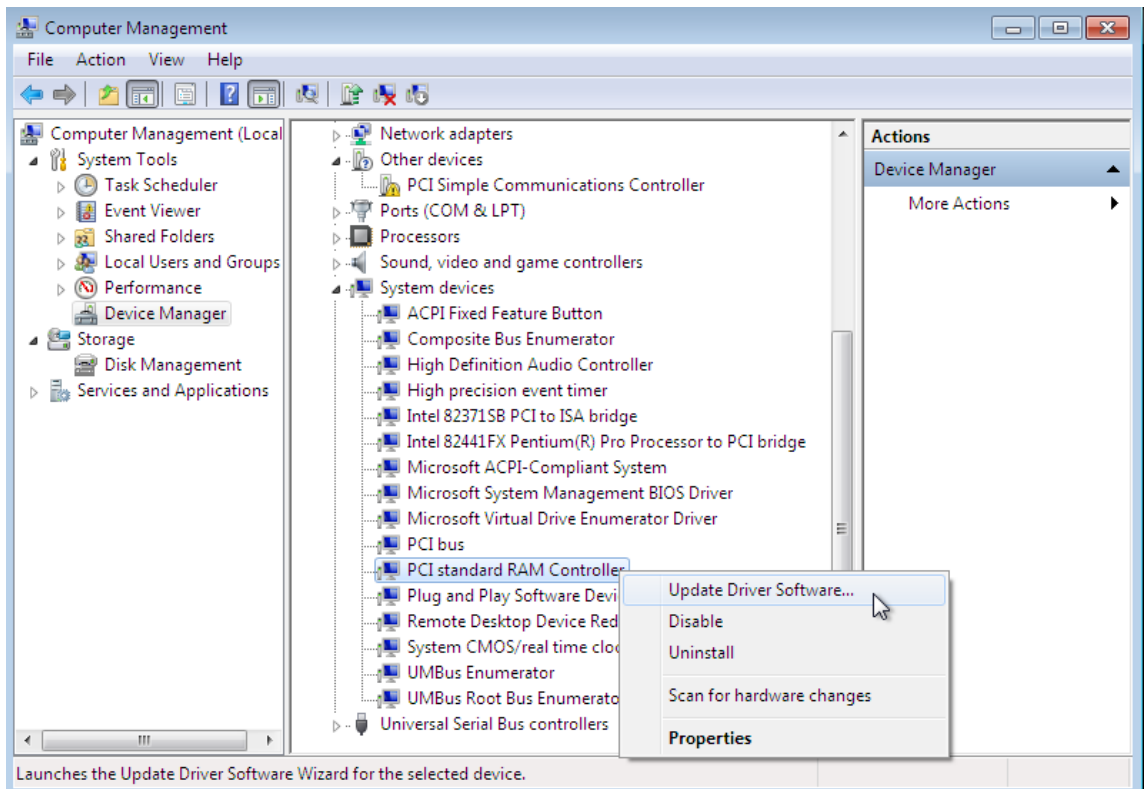 Computer Management
File Action View Help
Computer Management (Local
System Tools
Task Scheduler
Event Viewer
Shared Folders
Local Users and Groups
Performance
Device Manager
Storage
Disk Management
Services and Applications
Network adapters
Other devices
PCI Simple Communications Controller
Ports (COM & LPT)
Processors
Sound, video and game controllers
System devices
ACPI Fixed Feature Button
Composite Bus Enumerator
High Definition Audio Controller
High precision event timer
Intel 82371SB PCI to ISA bridge
Intel 82441FX Pentium(R) Pro Processor to PCI bridge
Microsoft ACPI-Compliant System
Microsoft System Management BIOS Driver
Microsoft Virtual Drive Enumerator Driver
PCI bus
PCI standard RAM Controller
Plug and Play Software Devi
Remote Desktop Device Red
System CMOS/real time cloc
UMBus Enumerator
UMBus Root Bus Enumerato
Universal Serial Bus controllers
Update Driver Software...
Disable
Uninstall
Scan for hardware changes
Properties
Actions
Device Manager
More Actions
Launches the Update Driver Software Wizard for the selected device.